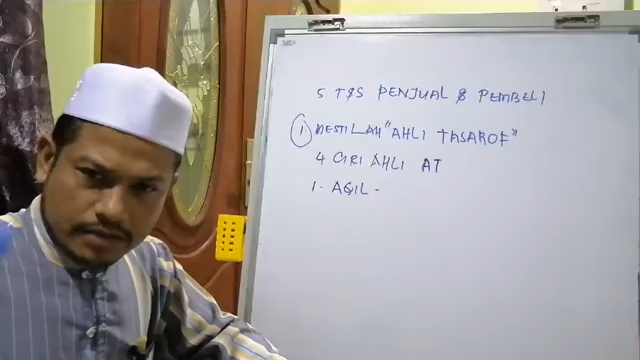 5 T&S PENJUAL & PEMBELI
① MESTILAH "AHLI TASAROF"
4 CIRI AHLI AT
1. AQIL -